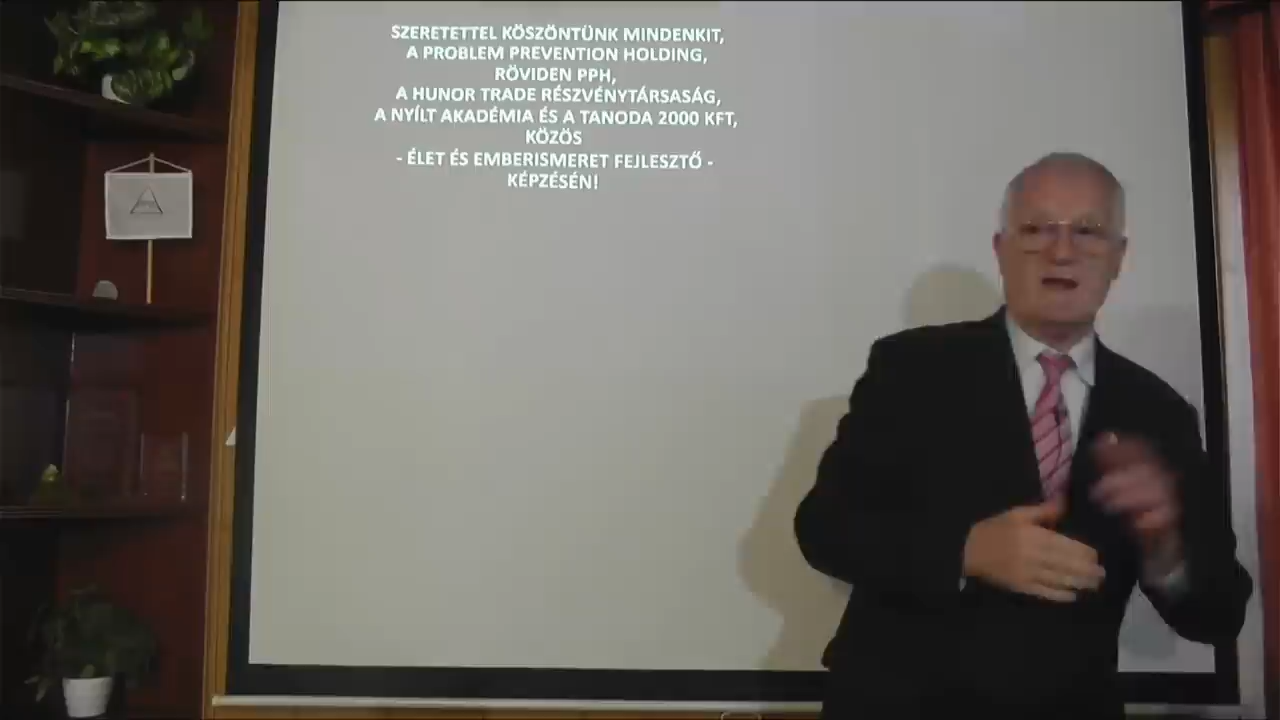 SZERETETTEL KÖSZÖNTÜNK MINDENKIT,
A PROBLEM PREVENTION HOLDING,
RÖVIDEN PPH,
A HUNOR TRADE RÉSZVÉNYTÁRSASÁG,
A NYÍLT AKADÉMIA ÉS A TANODA 2000 KFT,
KÖZÖS
- ÉLET ÉS EMBERISMERET FEJLESZTŐ -
KÉPZÉSÉN!